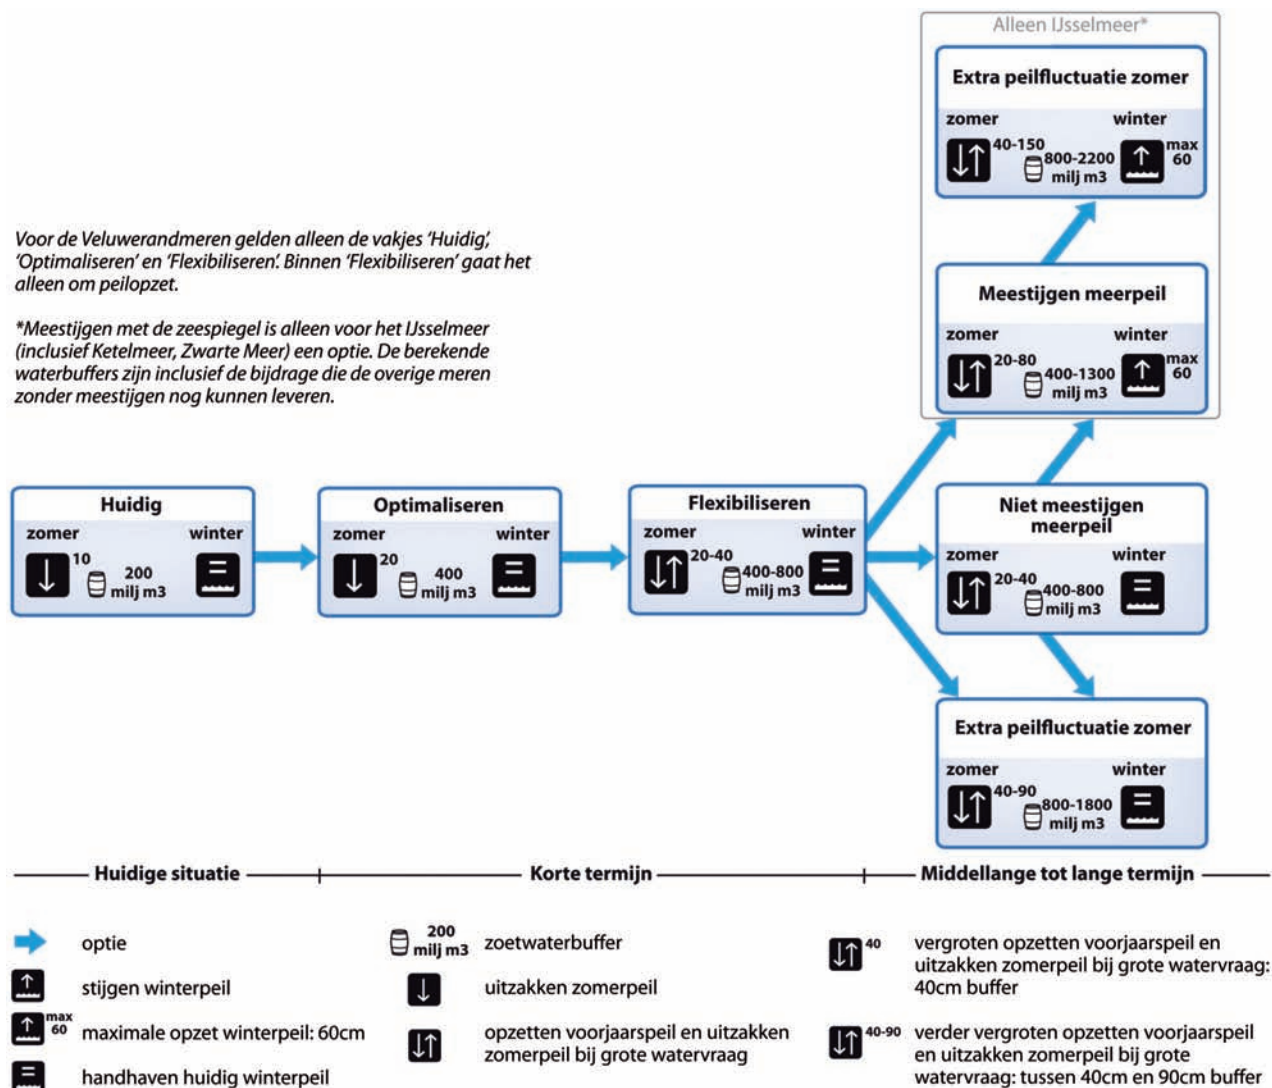 Alleen IJsselmeer*
Extra peilfluctuatie zomer
zomer winter
40-150 800-2200 milj m3 max 60
Voor de Veluwerandmeren gelden alleen de vakjes ‘Huidig’,
‘Optimaliseren’ en ‘Flexibiliseren’. Binnen ‘Flexibiliseren’ gaat het
alleen om peilopzet.
*Meestijgen met de zeespiegel is alleen voor het IJsselmeer
(inclusief Ketelmeer, Zwarte Meer) een optie. De berekende
waterbuffers zijn inclusief de bijdrage die de overige meren
zonder meestijgen nog kunnen leveren.
Meestijgen meerpeil
zomer winter
20-80 400-1300 milj m3 max 60
Huidig
zomer winter
10 200 milj m3
Optimaliseren
zomer winter
20 400 milj m3
Flexibiliseren
zomer winter
20-40 400-800 milj m3
Niet meestijgen
meerpeil
zomer winter
20-40 400-800 milj m3
Extra peilfluctuatie zomer
zomer winter
40-90 800-1800 milj m3
Huidige situatie Korte termijn Middellange tot lange termijn
optie
stijgen winterpeil
max 60 maximale opzet winterpeil: 60cm
handhaven huidig winterpeil
200 milj m3 zoetwaterbuffer
uitzakken zomerpeil
opzetten voorjaarspeil en uitzakken
zomerpeil bij grote watervraag
40 vergroten opzetten voorjaarspeil en
uitzakken zomerpeil bij grote watervraag:
40cm buffer
40-90 verder vergroten opzetten voorjaarspeil
en uitzakken zomerpeil bij grote
watervraag: tussen 40cm en 90cm buffer